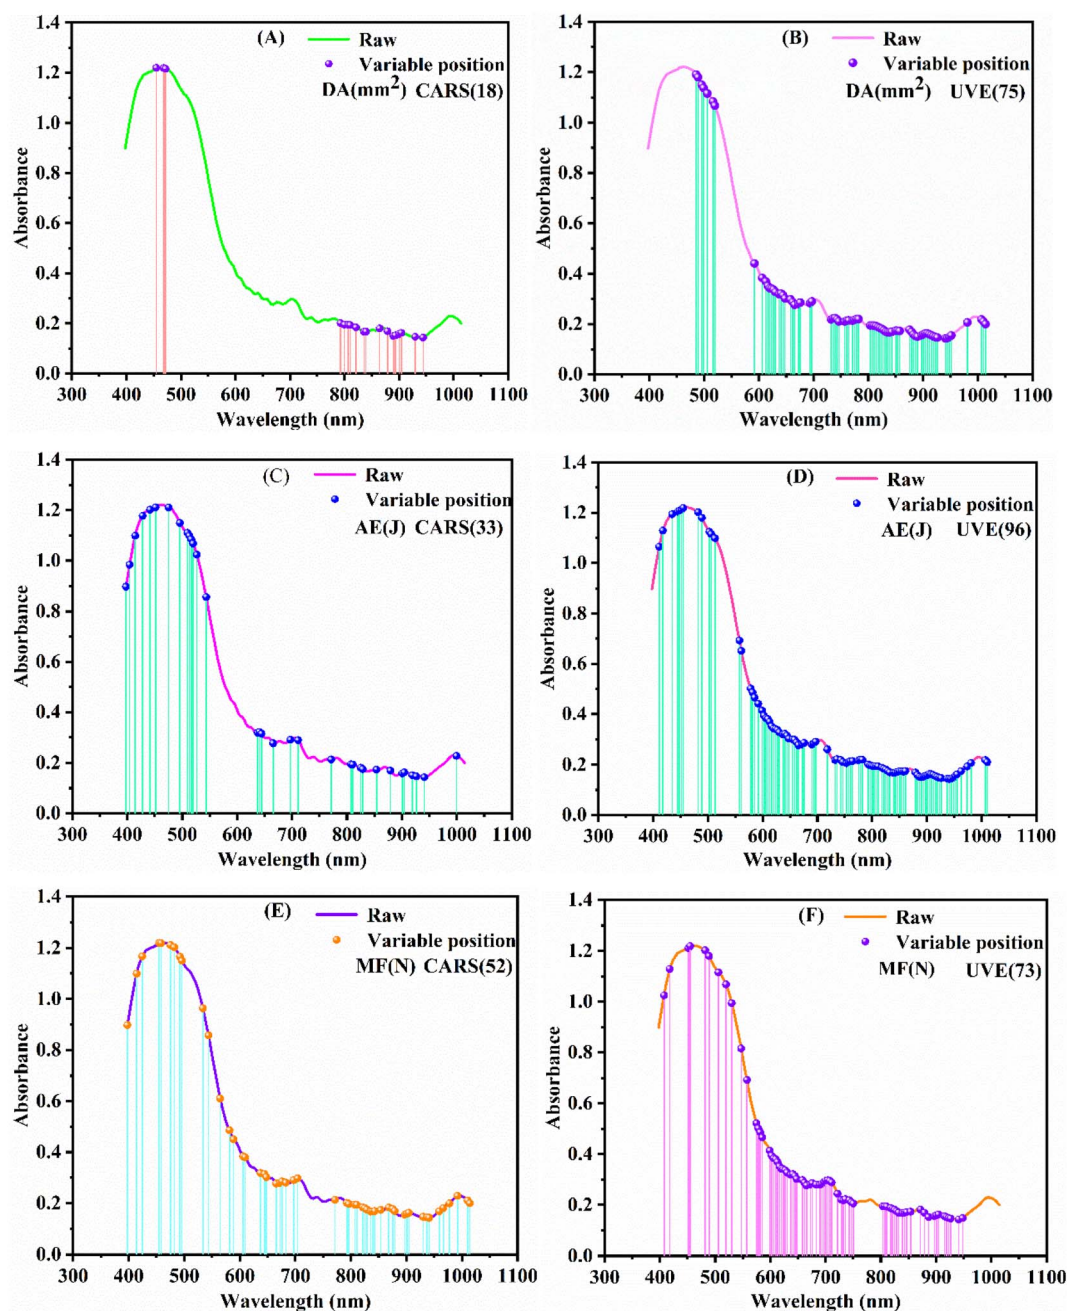 (A)
Raw
Variable position
DA(mm²) CARS(18)
1.4
1.2
1.0
0.8
0.6
0.4
0.2
0.0
Absorbance
300 400 500 600 700 800 900 1000 1100
Wavelength (nm)
(B)
Raw
Variable position
DA(mm²) UVE(75)
1.4
1.2
1.0
0.8
0.6
0.4
0.2
0.0
Absorbance
300 400 500 600 700 800 900 1000 1100
Wavelength (nm)
(C)
Raw
Variable position
AE(J) CARS(33)
1.4
1.2
1.0
0.8
0.6
0.4
0.2
0.0
Absorbance
300 400 500 600 700 800 900 1000 1100
Wavelength (nm)
(D)
Raw
Variable position
AE(J) UVE(96)
1.4
1.2
1.0
0.8
0.6
0.4
0.2
0.0
Absorbance
300 400 500 600 700 800 900 1000 1100
Wavelength (nm)
(E)
Raw
Variable position
MF(N) CARS(52)
1.4
1.2
1.0
0.8
0.6
0.4
0.2
0.0
Absorbance
300 400 500 600 700 800 900 1000 1100
Wavelength (nm)
(F)
Raw
Variable position
MF(N) UVE(73)
1.4
1.2
1.0
0.8
0.6
0.4
0.2
0.0
Absorbance
300 400 500 600 700 800 900 1000 1100
Wavelength (nm)